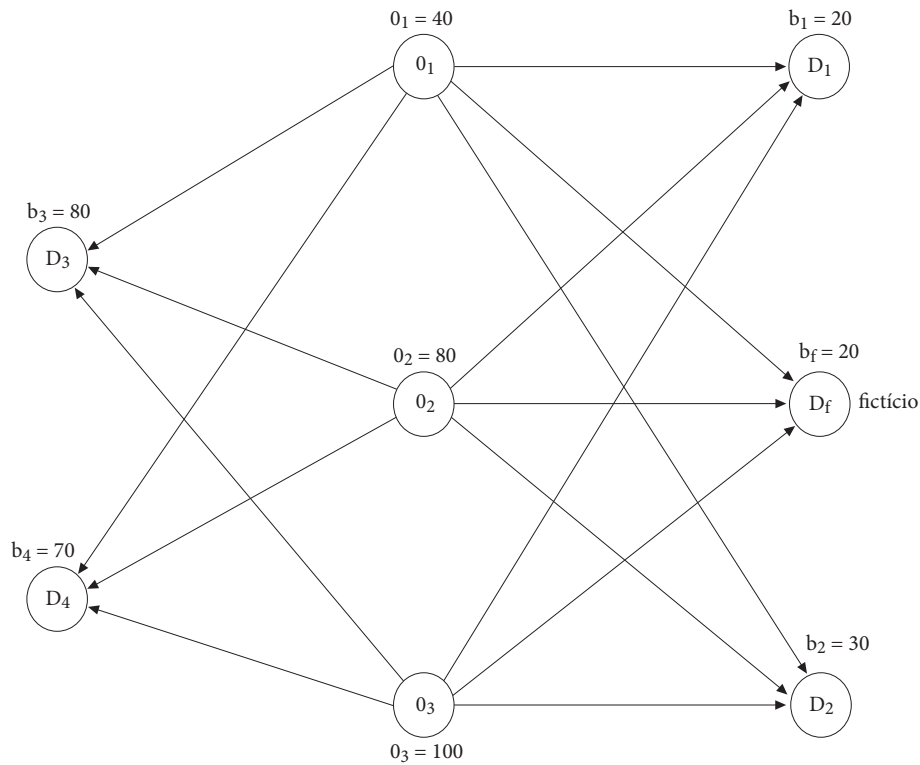 0₁ = 40
b₁ = 20
0₁
D₁
b₃ = 80
D₃
0₂ = 80
b_f = 20
0₂
D_f fictício
b₄ = 70
D₄
b₂ = 30
0₃
D₂
0₃ = 100